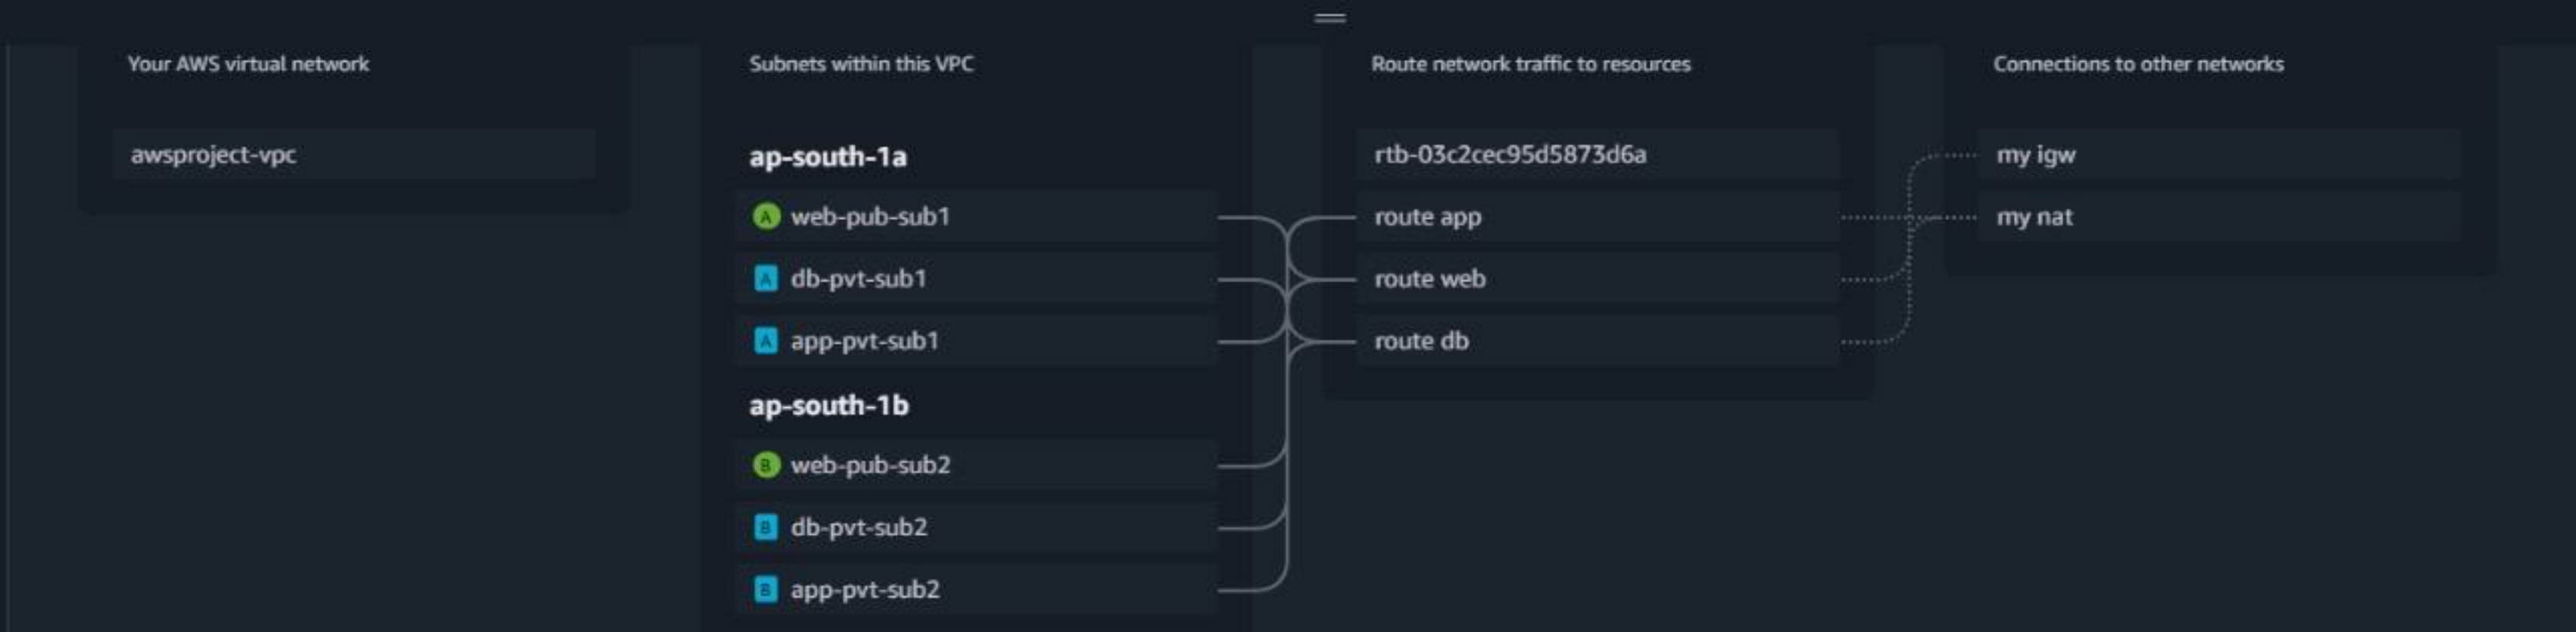 Your AWS virtual network
awsproject-vpc
Subnets within this VPC
ap-south-1a
A web-pub-sub1
A db-pvt-sub1
A app-pvt-sub1
ap-south-1b
B web-pub-sub2
B db-pvt-sub2
B app-pvt-sub2
Route network traffic to resources
rtb-03c2cec95d5873d6a
route app
route web
route db
Connections to other networks
my igw
my nat